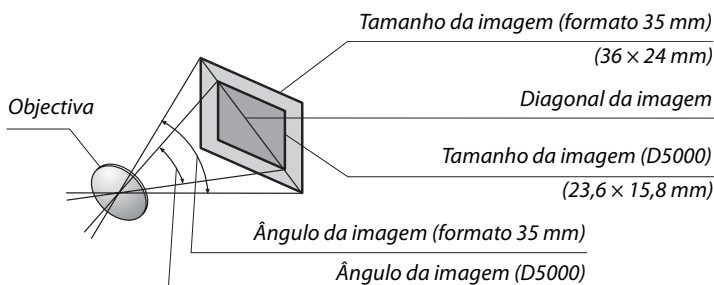 Tamanho da imagem (formato 35 mm)
(36 × 24 mm)
Objectiva
Diagonal da imagem
Tamanho da imagem (D5000)
(23,6 × 15,8 mm)
Ângulo da imagem (formato 35 mm)
Ângulo da imagem (D5000)